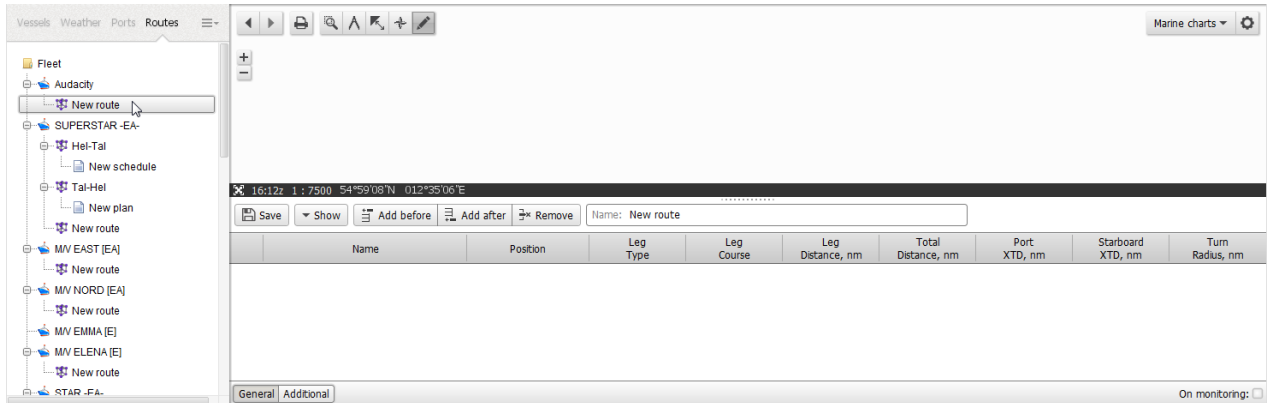 Vessels Weather Ports Routes
Marine charts
Fleet
Audacity
New route
SUPERSTAR -EA-
Hel-Tal
New schedule
Tal-Hel
New plan
New route
M/V EAST [EA]
New route
M/V NORD [EA]
New route
M/V EMMA [E]
M/V ELENA [E]
New route
STAR -EA-
16:12z 1 : 7500 54°59'08"N 012°35'06"E
Save Show Add before Add after Remove Name: New route
Name Position Leg Type Leg Course Leg Distance, nm Total Distance, nm Port XTD, nm Starboard XTD, nm Turn Radius, nm
General Additional On monitoring: